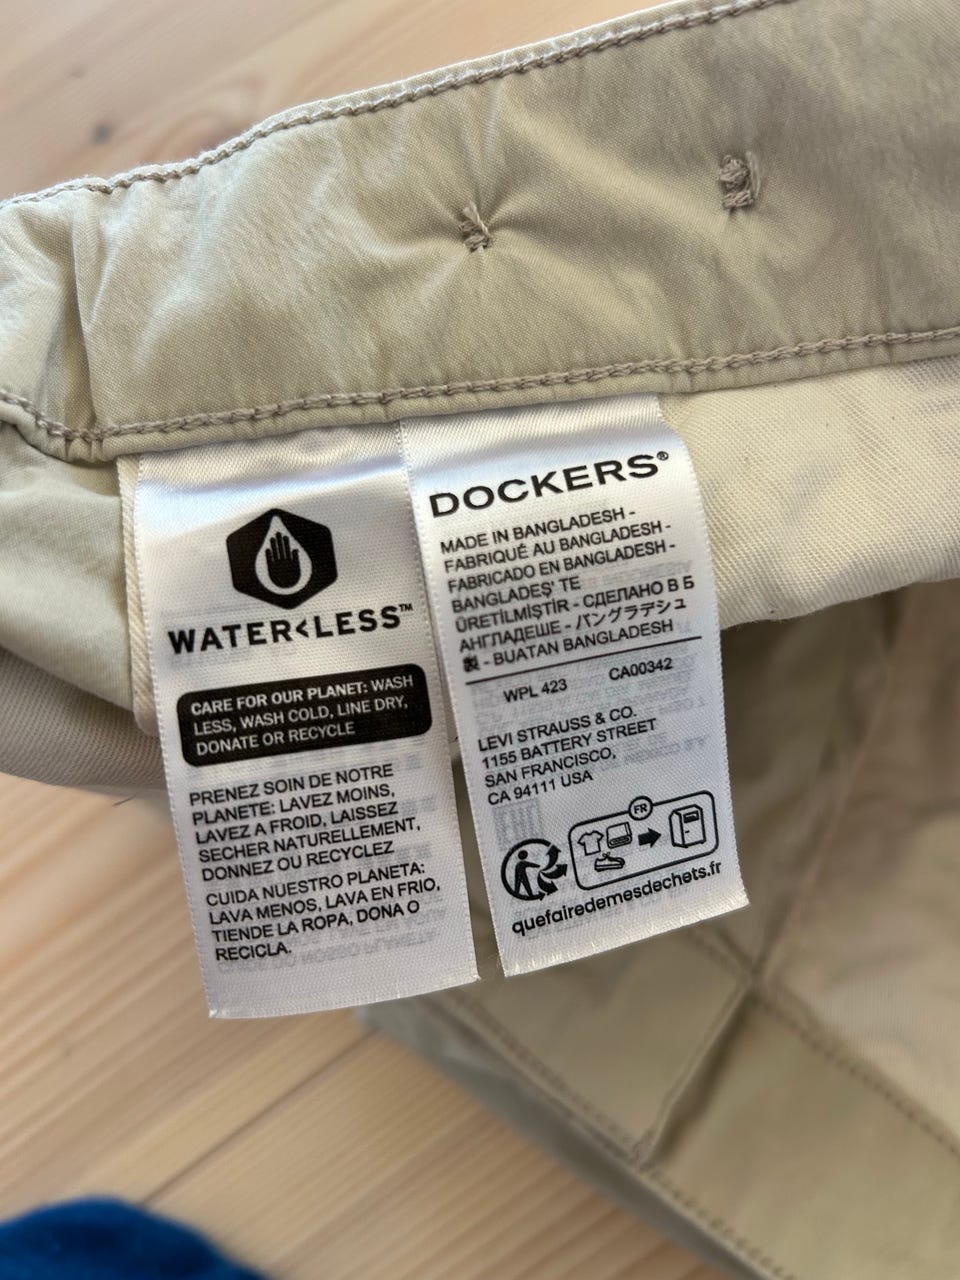 WATER<LESS™
CARE FOR OUR PLANET: WASH
LESS, WASH COLD, LINE DRY,
DONATE OR RECYCLE
PRENEZ SOIN DE NOTRE
PLANETE: LAVEZ MOINS,
LAVEZ A FROID, LAISSEZ
SECHER NATURELLEMENT,
DONNEZ OU RECYCLEZ
CUIDA NUESTRO PLANETA:
LAVA MENOS, LAVA EN FRIO,
TIENDE LA ROPA, DONA O
RECICLA.
DOCKERS®
MADE IN BANGLADESH -
FABRIQUÉ AU BANGLADESH -
FABRICADO EN BANGLADESH -
BANGLADEŞ' TE
ÜRETİLMİŞTİR - СДЕЛАНО В Б
АНГЛАДЕШЕ - バングラデシュ
製 - BUATAN BANGLADESH
WPL 423 CA00342
LEVI STRAUSS & CO.
1155 BATTERY STREET
SAN FRANCISCO,
CA 94111 USA
FR
quefairedemesdechets.fr